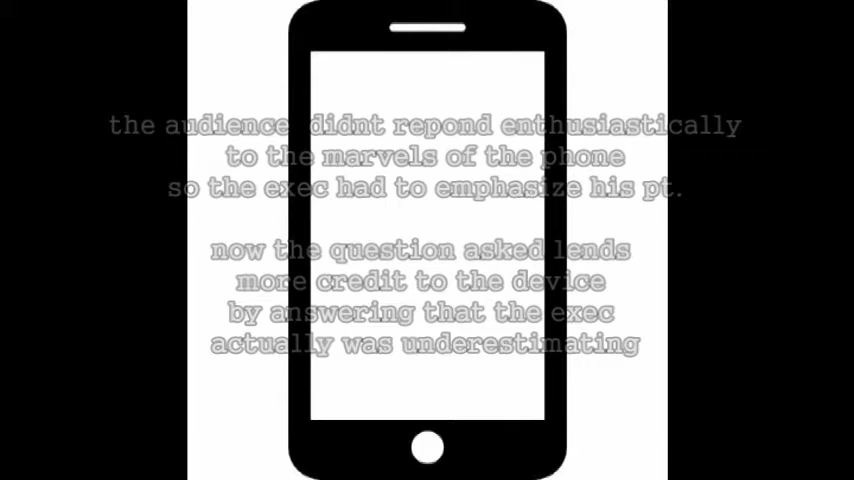 the audience didnt repond enthusiastically
to the marvels of the phone
so the exec had to emphasize his pt.
now the question asked lends
more credit to the device
by answering that the exec
actually was underestimating